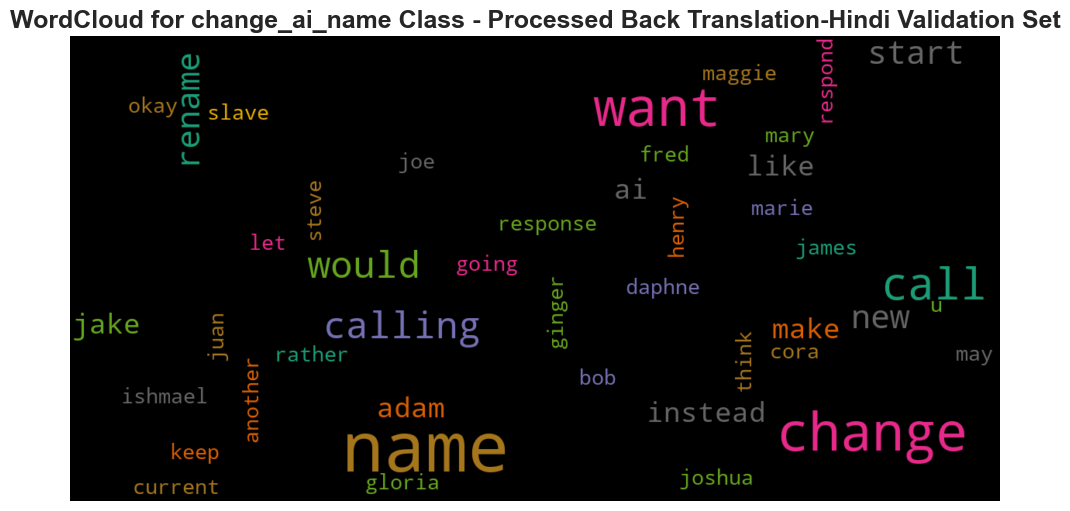 WordCloud for change_ai_name Class - Processed Back Translation-Hindi Validation Set
start
respond
maggie
rename
want
okay
slave
mary
fred
joe
like
ai
steve
henry
marie
response
let
james
would
going
daphne
call
ginger
u
jake
juan
calling
new
make
rather
think
cora
may
another
bob
ishmael
adam
instead
name
change
keep
gloria
joshua
current